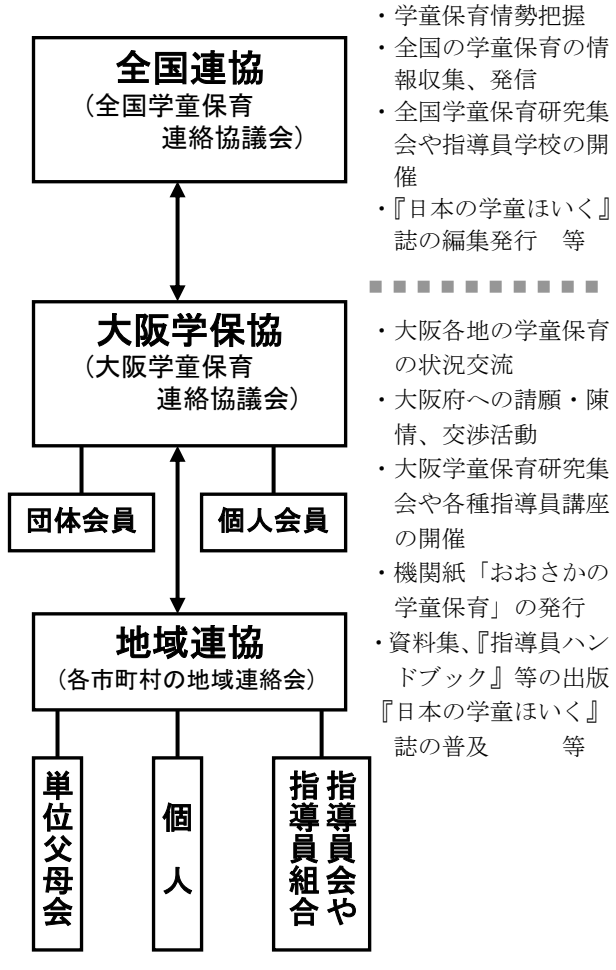 全国連協
(全国学童保育
連絡協議会)
・学童保育情勢把握
・全国の学童保育の情
報収集、発信
・全国学童保育研究集
会や指導員学校の開
催
・『日本の学童ほいく』
誌の編集発行 等
大阪学保協
(大阪学童保育
連絡協議会)
団体会員
個人会員
・大阪各地の学童保育
の状況交流
・大阪府への請願・陳
情、交渉活動
・大阪学童保育研究集
会や各種指導員講座
の開催
・機関紙「おおさかの
学童保育」の発行
・資料集、『指導員ハン
ドブック』等の出版
『日本の学童ほいく』
誌の普及 等
地域連協
(各市町村の地域連絡会)
単位父母会
個人
指導員会や
指導員組合